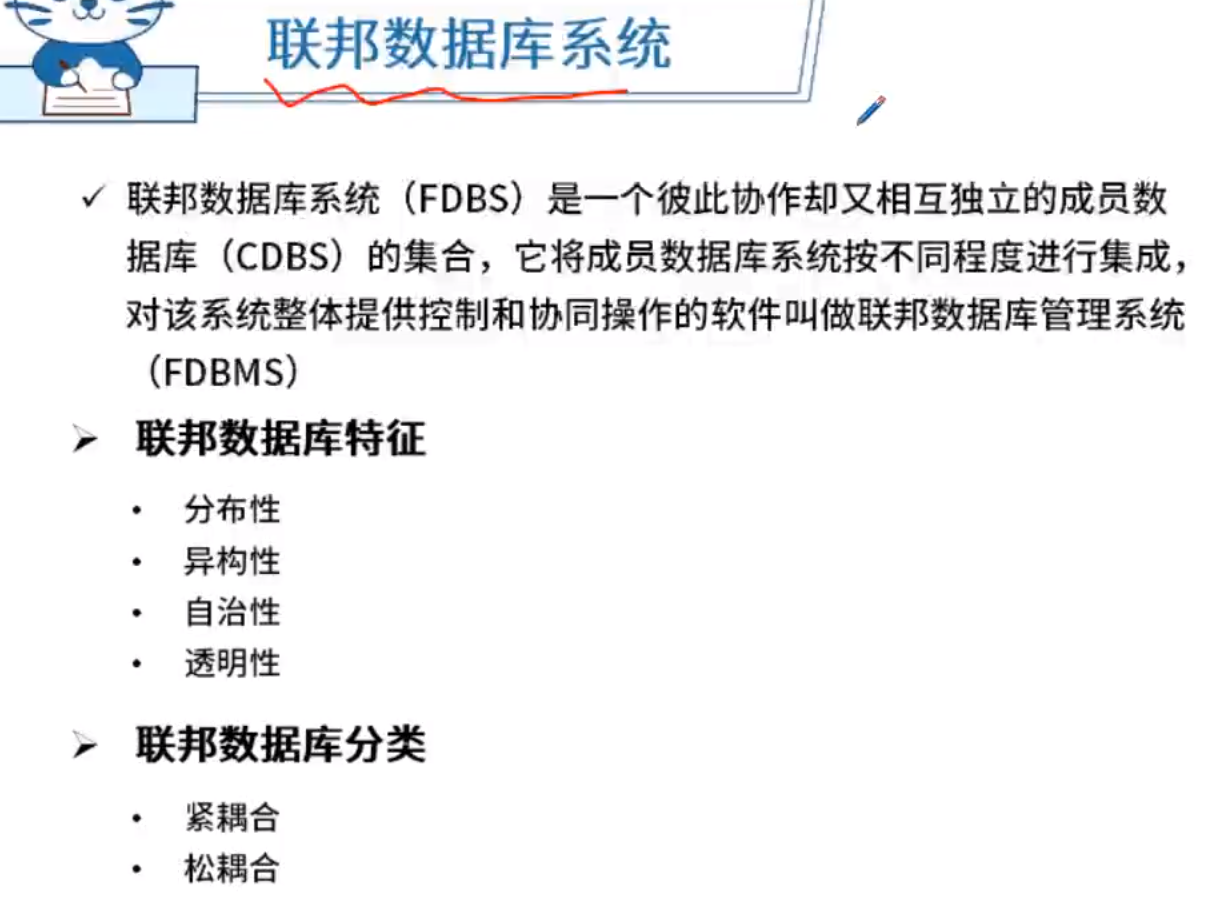 联邦数据库系统
✓ 联邦数据库系统（FDBS）是一个彼此协作却又相互独立的成员数
据库（CDBS）的集合，它将成员数据库系统按不同程度进行集成，
对该系统整体提供控制和协同操作的软件叫做联邦数据库管理系统
（FDBMS）
➢ 联邦数据库特征
• 分布性
• 异构性
• 自治性
• 透明性
➢ 联邦数据库分类
• 紧耦合
• 松耦合